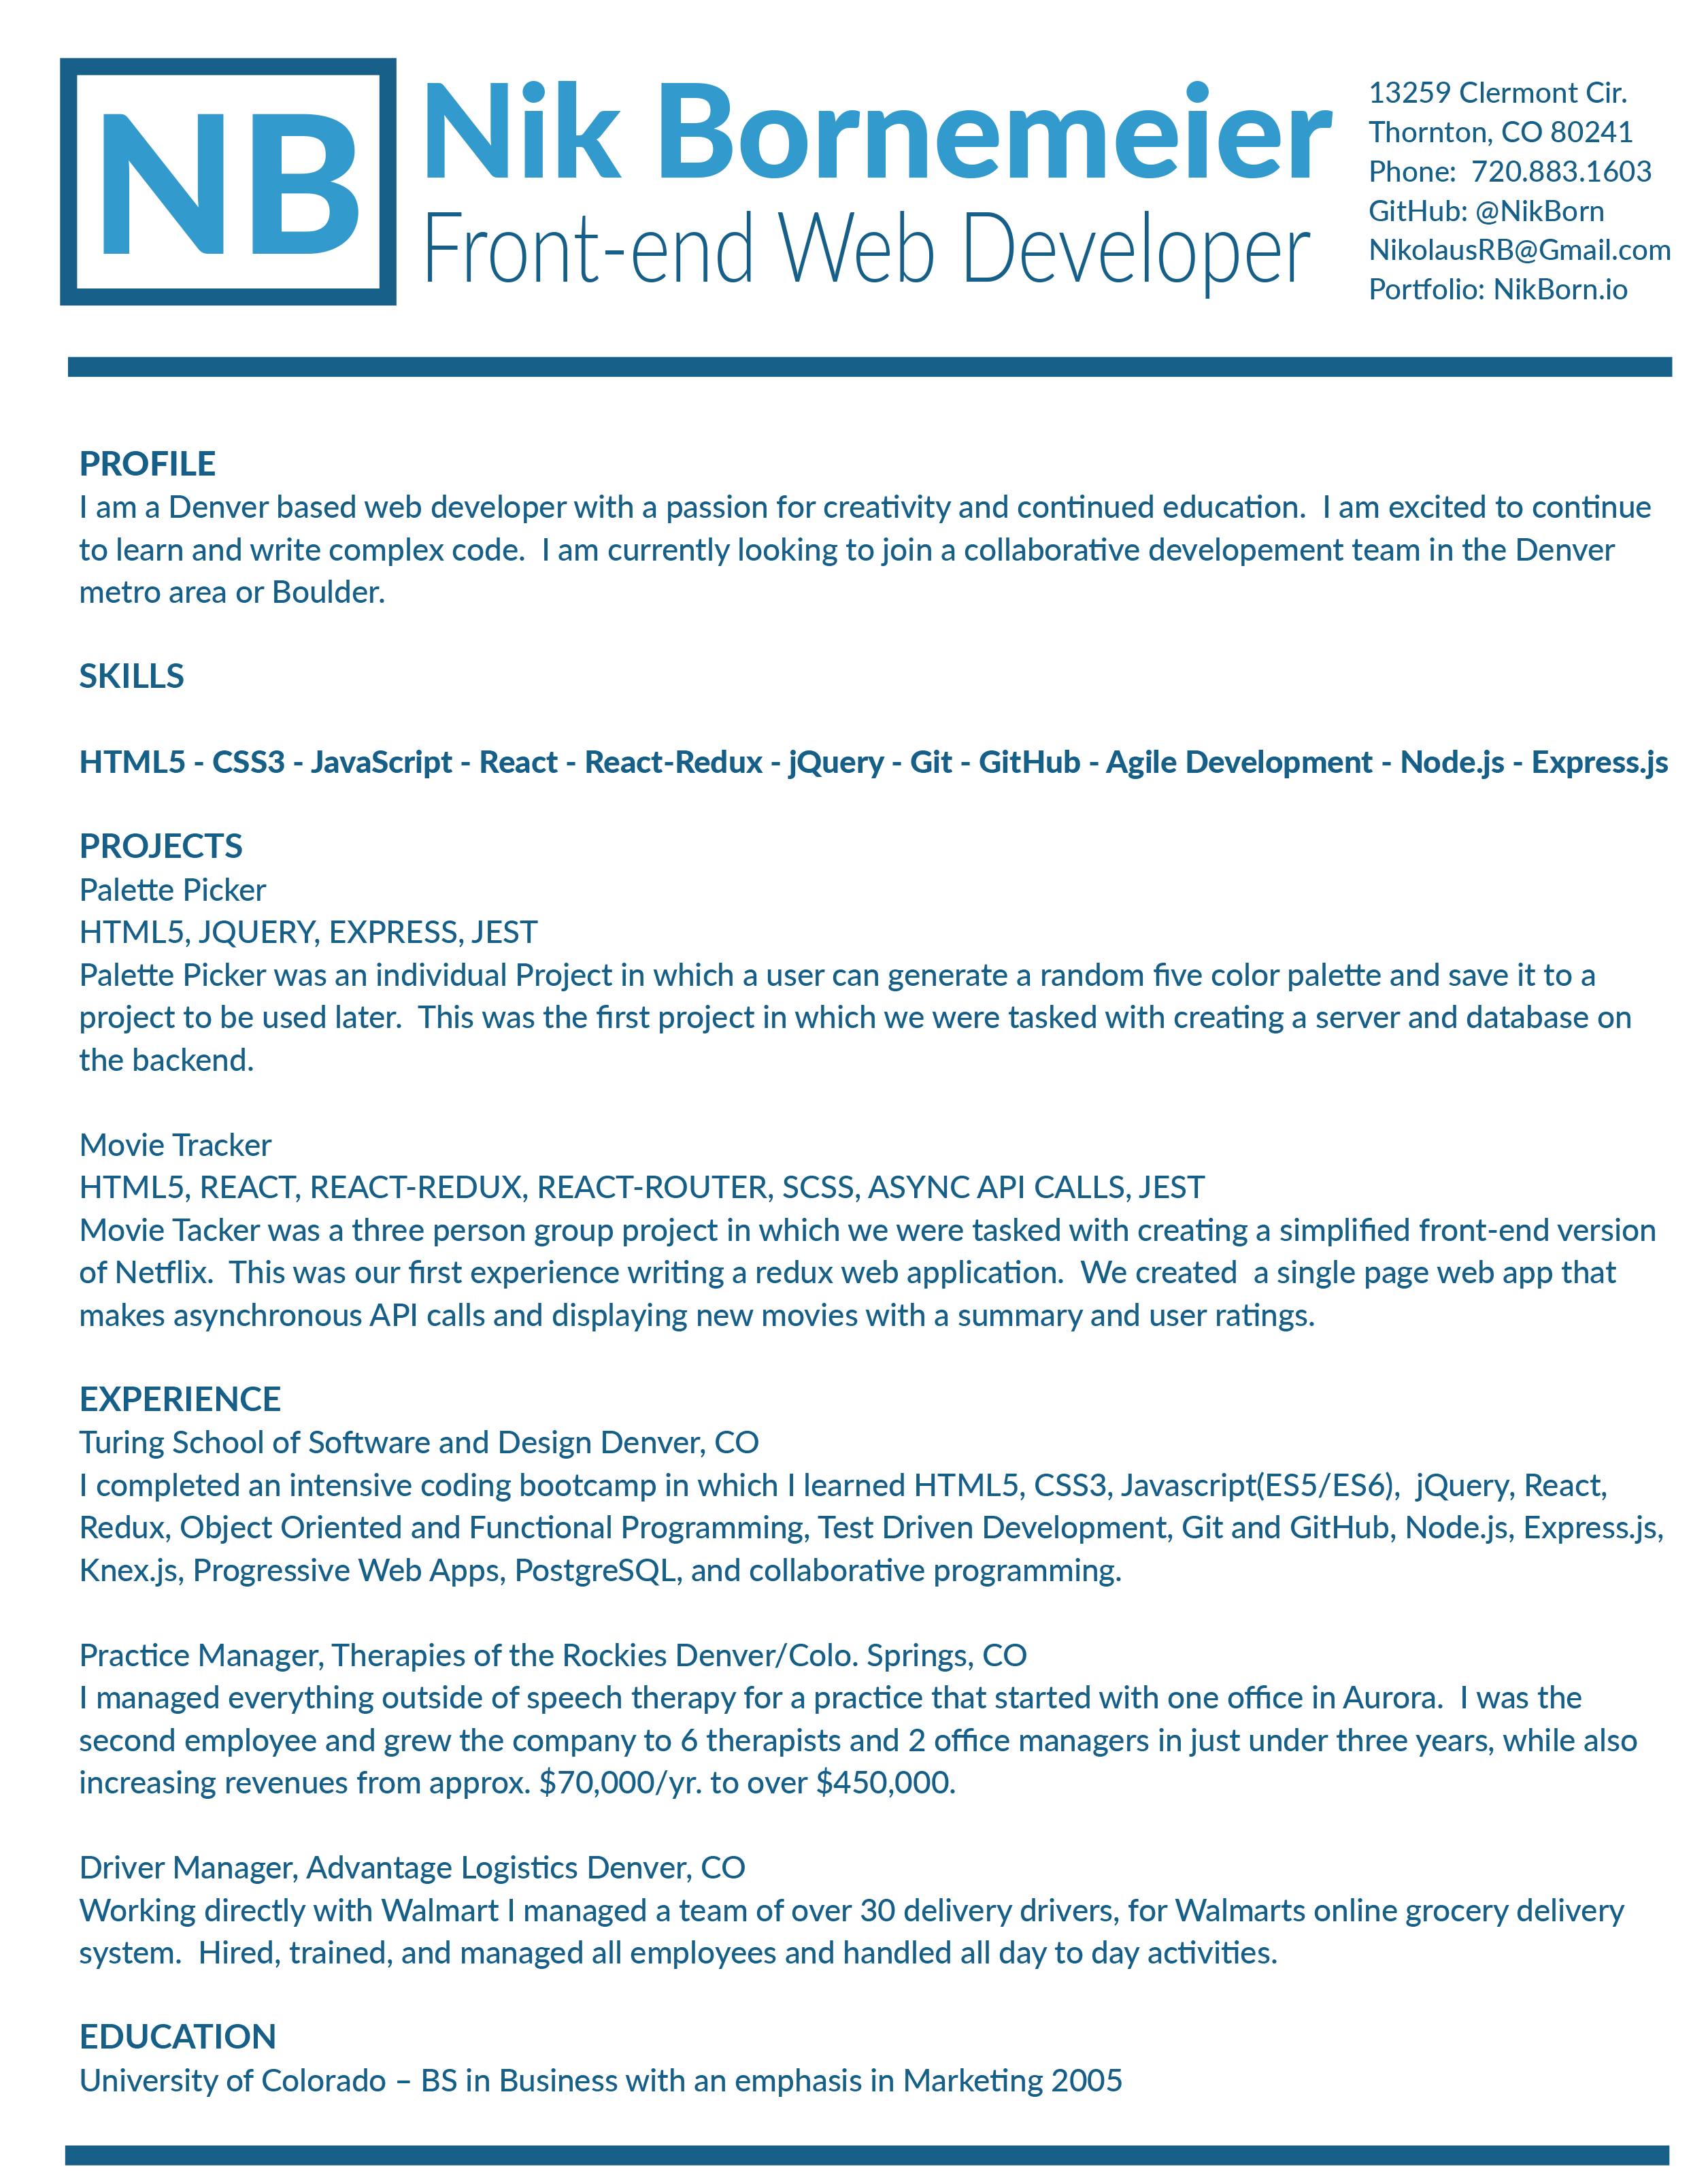 NB
Nik Bornemeier
Front-end Web Developer
13259 Clermont Cir.
Thornton, CO 80241
Phone:  720.883.1603
GitHub: @NikBorn
NikolausRB@Gmail.com
Portfolio: NikBorn.io
PROFILE
I am a Denver based web developer with a passion for creativity and continued education.  I am excited to continue
to learn and write complex code.  I am currently looking to join a collaborative developement team in the Denver
metro area or Boulder.
SKILLS
HTML5 - CSS3 - JavaScript - React - React-Redux - jQuery - Git - GitHub - Agile Development - Node.js - Express.js
PROJECTS
Palette Picker
HTML5, JQUERY, EXPRESS, JEST
Palette Picker was an individual Project in which a user can generate a random five color palette and save it to a
project to be used later.  This was the first project in which we were tasked with creating a server and database on
the backend.
Movie Tracker
HTML5, REACT, REACT-REDUX, REACT-ROUTER, SCSS, ASYNC API CALLS, JEST
Movie Tacker was a three person group project in which we were tasked with creating a simplified front-end version
of Netflix.  This was our first experience writing a redux web application.  We created  a single page web app that
makes asynchronous API calls and displaying new movies with a summary and user ratings.
EXPERIENCE
Turing School of Software and Design Denver, CO
I completed an intensive coding bootcamp in which I learned HTML5, CSS3, Javascript(ES5/ES6),  jQuery, React,
Redux, Object Oriented and Functional Programming, Test Driven Development, Git and GitHub, Node.js, Express.js,
Knex.js, Progressive Web Apps, PostgreSQL, and collaborative programming.
Practice Manager, Therapies of the Rockies Denver/Colo. Springs, CO
I managed everything outside of speech therapy for a practice that started with one office in Aurora.  I was the
second employee and grew the company to 6 therapists and 2 office managers in just under three years, while also
increasing revenues from approx. $70,000/yr. to over $450,000.
Driver Manager, Advantage Logistics Denver, CO
Working directly with Walmart I managed a team of over 30 delivery drivers, for Walmarts online grocery delivery
system.  Hired, trained, and managed all employees and handled all day to day activities.
EDUCATION
University of Colorado – BS in Business with an emphasis in Marketing 2005